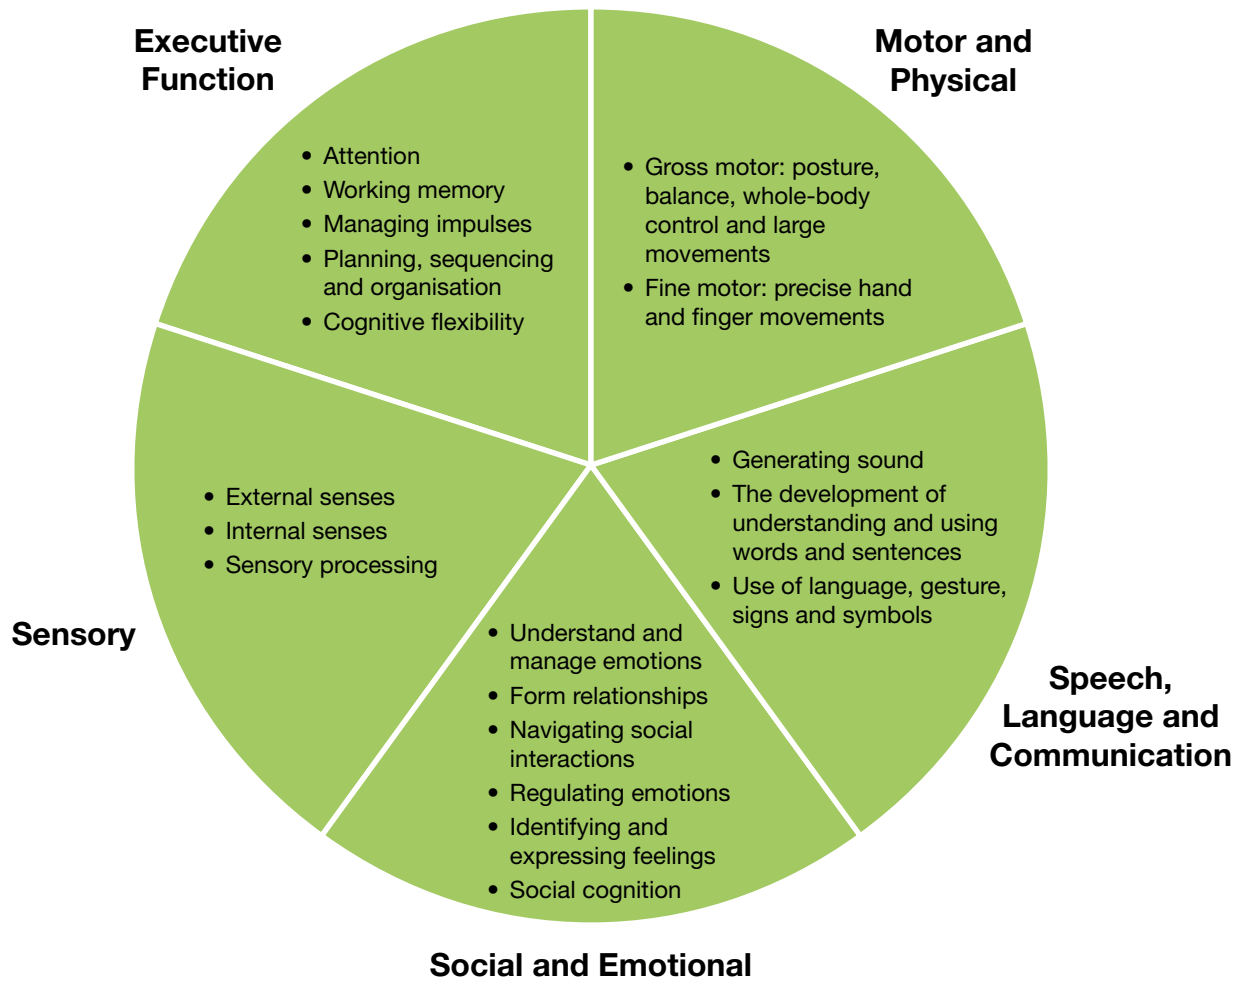 Executive
Function
• Attention
• Working memory
• Managing impulses
• Planning, sequencing
and organisation
• Cognitive flexibility
Motor and
Physical
• Gross motor: posture,
balance, whole-body
control and large
movements
• Fine motor: precise hand
and finger movements
• Generating sound
• The development of
understanding and using
words and sentences
• Use of language, gesture,
signs and symbols
Speech,
Language and
Communication
• Understand and
manage emotions
• Form relationships
• Navigating social
interactions
• Regulating emotions
• Identifying and
expressing feelings
• Social cognition
Social and Emotional
• External senses
• Internal senses
• Sensory processing
Sensory